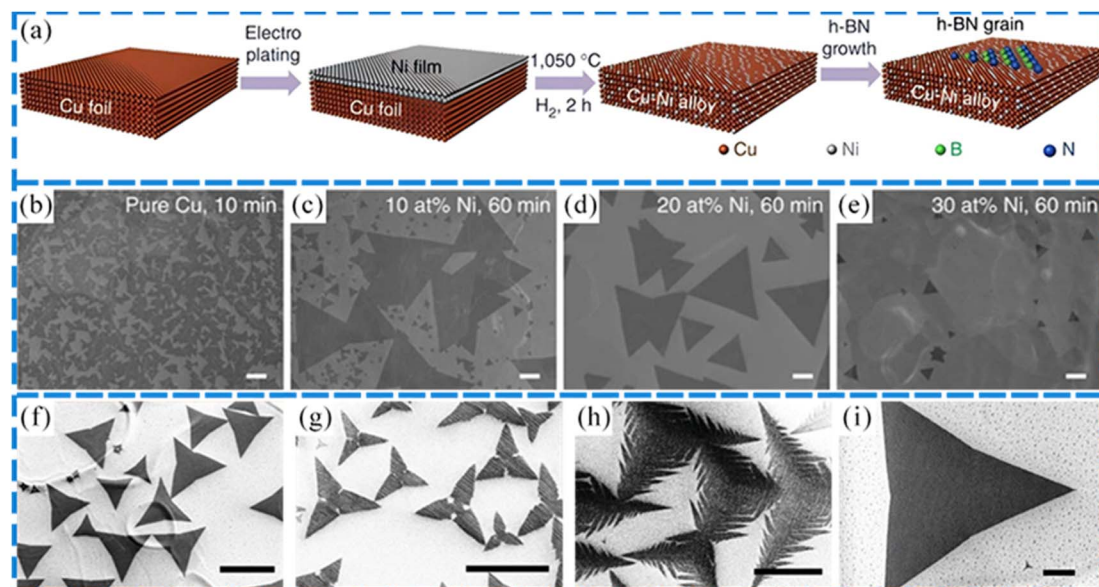 (a)
Electro
plating
Cu foil
Ni film
Cu foil
1,050 °C
H₂, 2 h
Cu-Ni alloy
h-BN
growth
h-BN grain
Cu-Ni alloy
Cu
Ni
B
N
(b)
Pure Cu, 10 min
(c)
10 at% Ni, 60 min
(d)
20 at% Ni, 60 min
(e)
30 at% Ni, 60 min
(f)
(g)
(h)
(i)